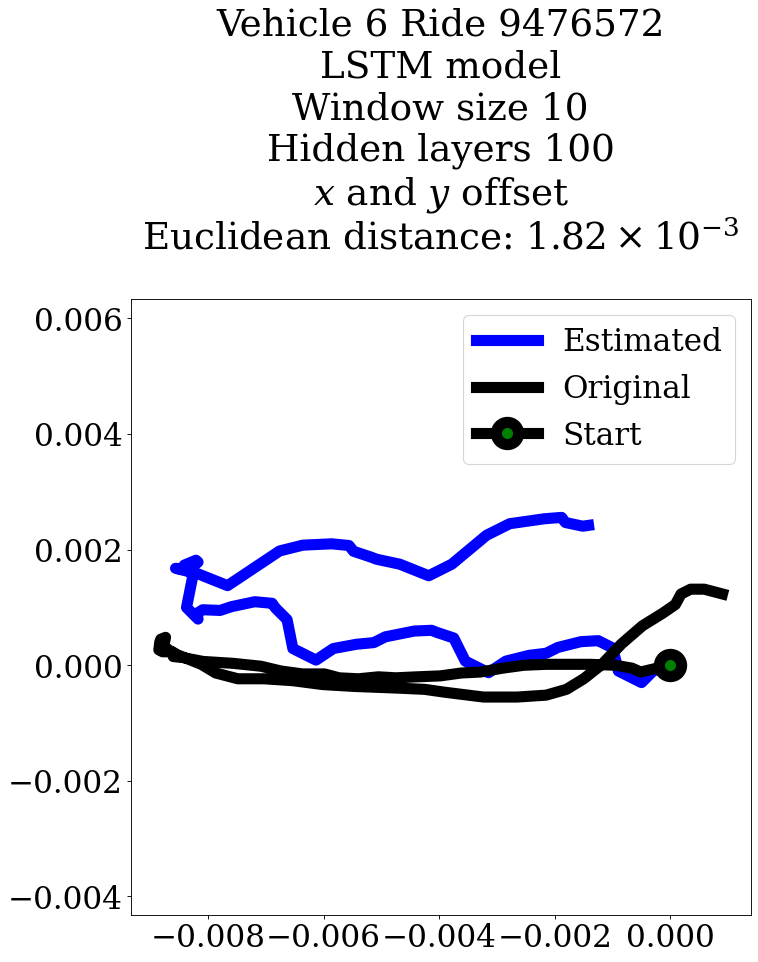 Vehicle 6 Ride 9476572
LSTM model
Window size 10
Hidden layers 100
x and y offset
Euclidean distance: 1.82 × 10⁻³
Estimated
Original
Start
0.006
0.004
0.002
0.000
−0.002
−0.004
−0.008 −0.006 −0.004 −0.002 0.000